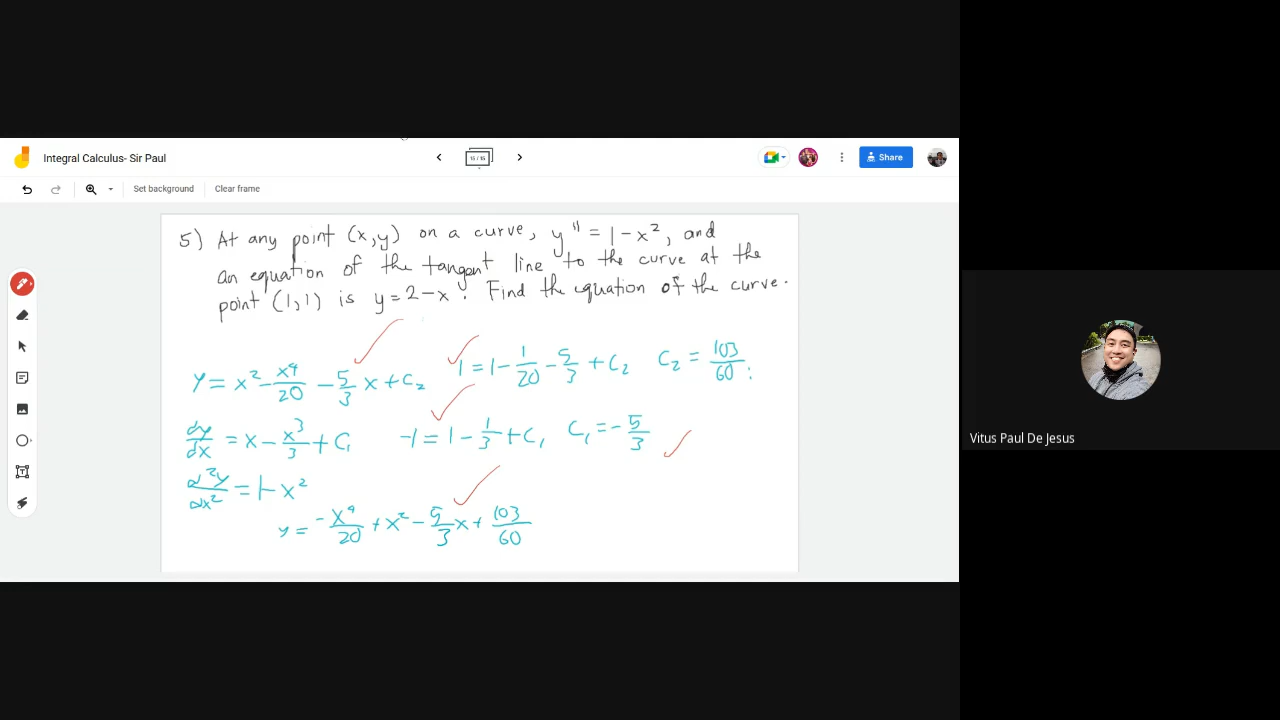 Integral Calculus- Sir Paul
15 / 15
Share
Set background
Clear frame
5) At any point (x,y) on a curve, y" = 1-x², and
an equation of the tangent line to the curve at the
point (1,1) is y=2-x. Find the equation of the curve.
y = x² - x⁴/20 - 5/3 x + C₂ 1 = 1 - 1/20 - 5/3 + C₂ C₂ = 103/60 :
dy/dx = x - x³/3 + C₁ -1 = 1 - 1/3 + C₁ C₁ = - 5/3
d²y/dx² = 1-x²
y = -x⁴/20 + x² - 5/3 x + 103/60
Vitus Paul De Jesus